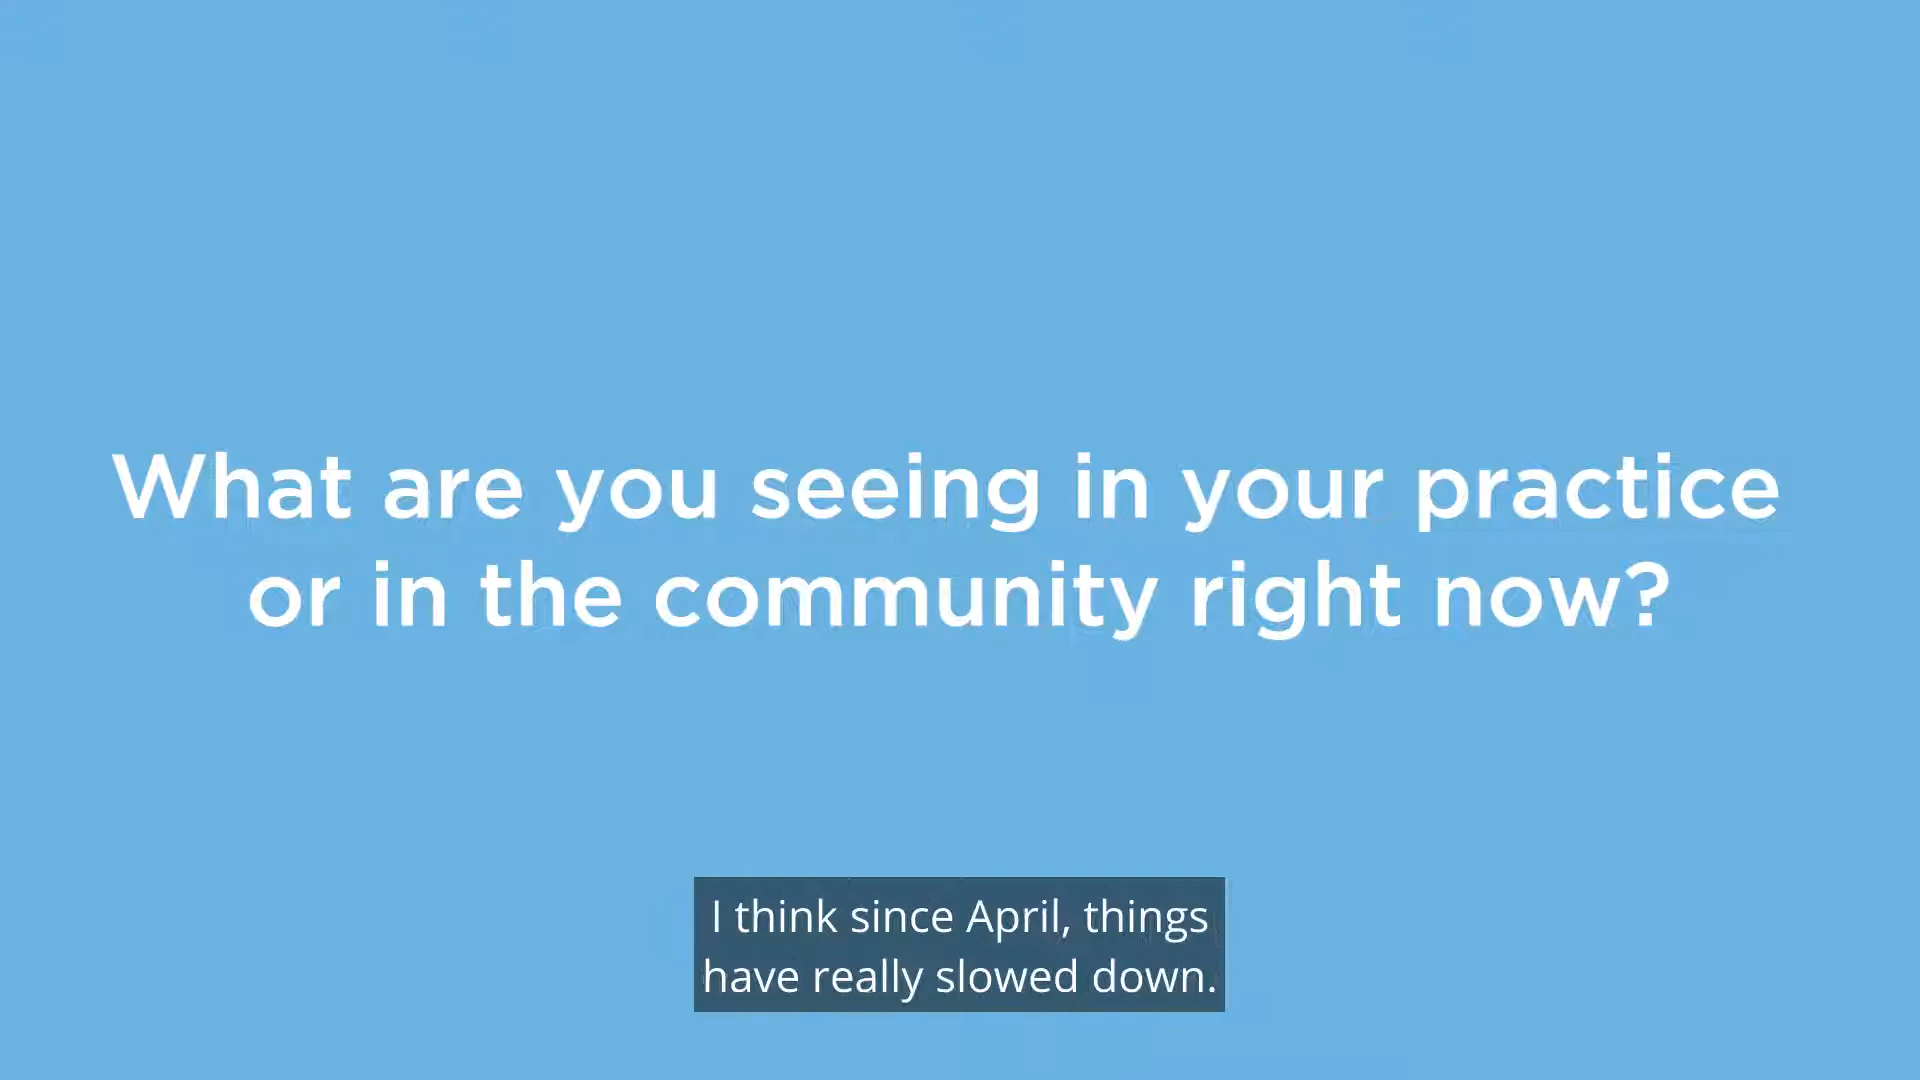 What are you seeing in your practice
or in the community right now?
I think since April, things
have really slowed down.